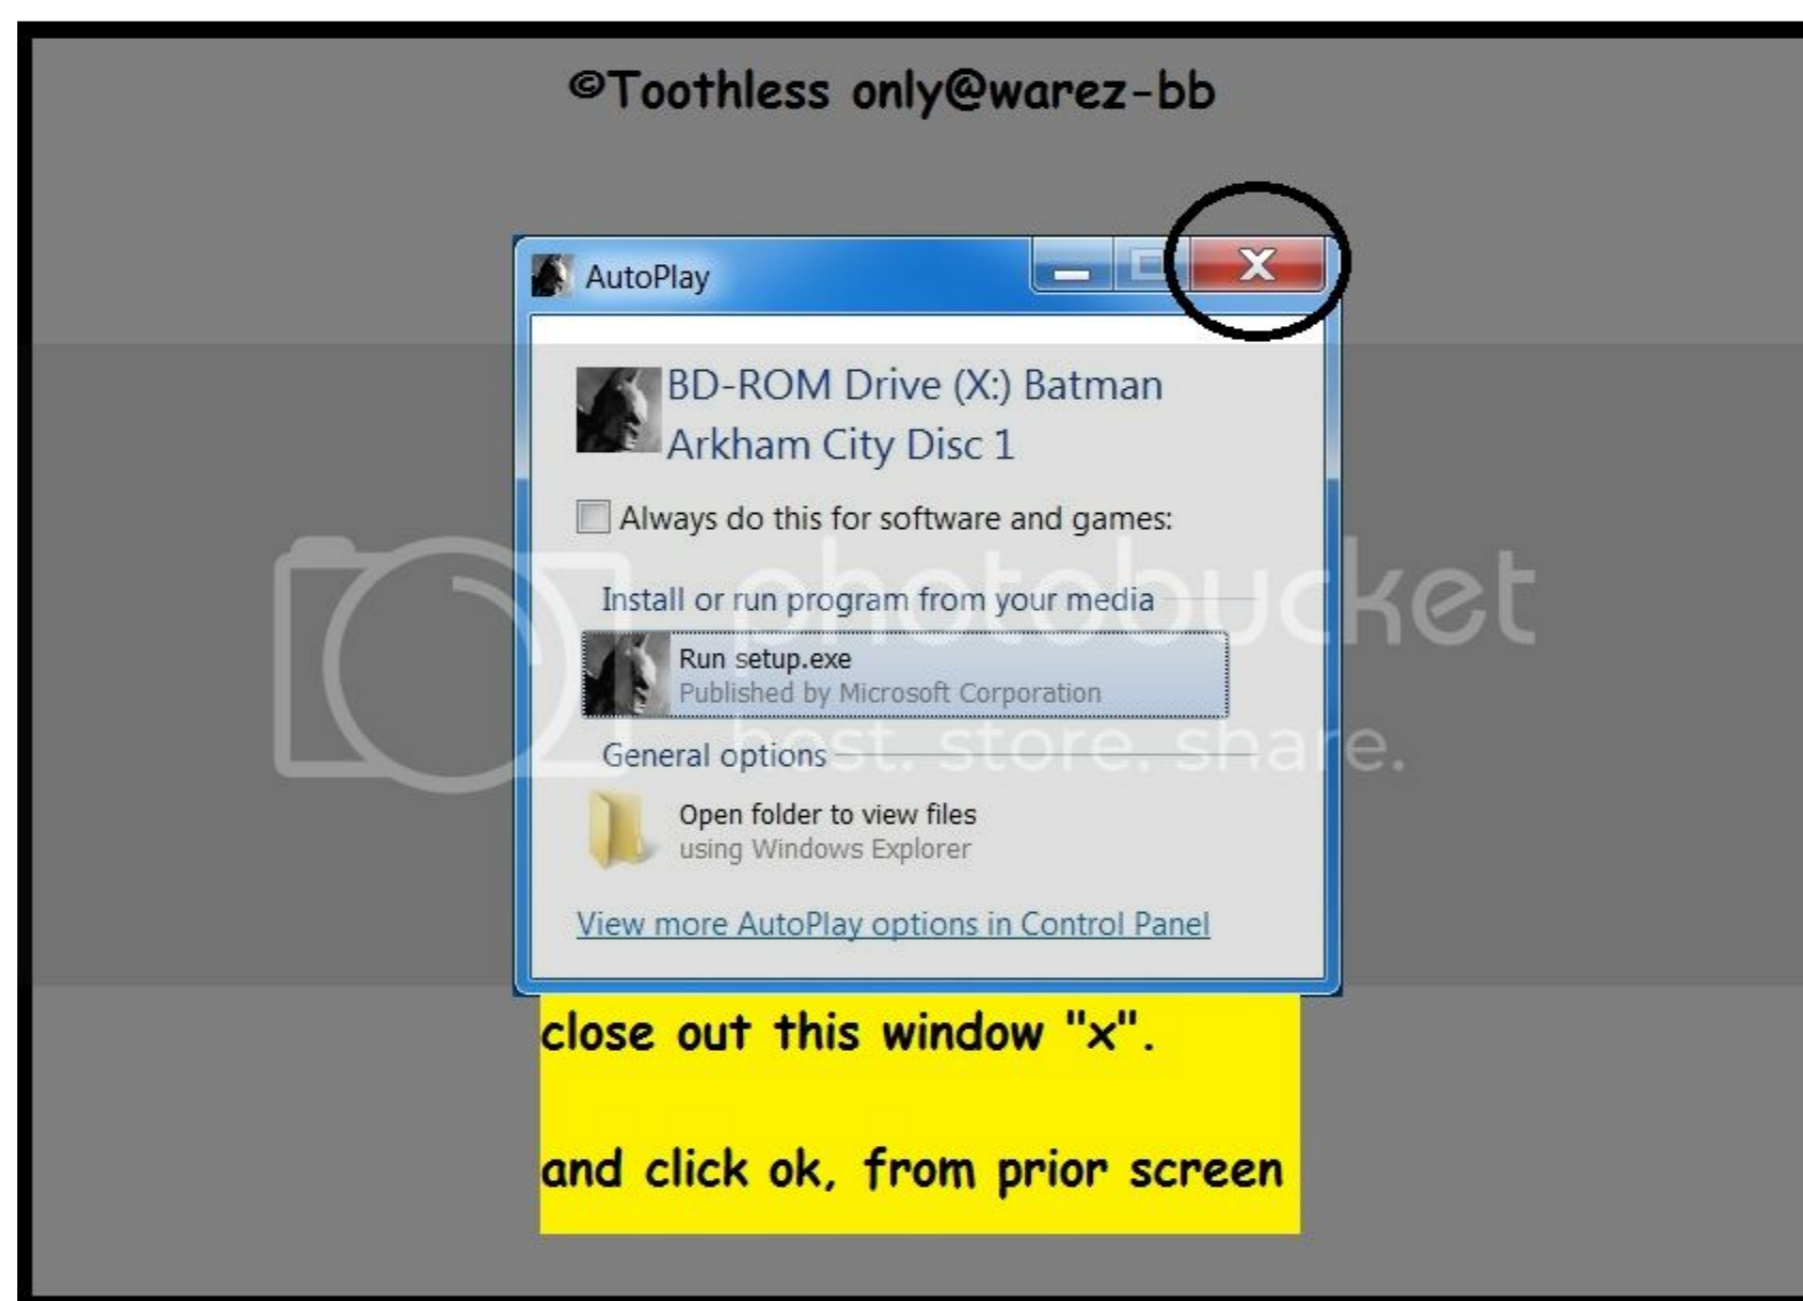 ©Toothless only@warez-bb
AutoPlay
BD-ROM Drive (X:) Batman
Arkham City Disc 1
Always do this for software and games:
photobucket
Install or run program from your media
Run setup.exe
Published by Microsoft Corporation
host. store. share.
General options
Open folder to view files
using Windows Explorer
View more AutoPlay options in Control Panel
close out this window "x".
and click ok, from prior screen